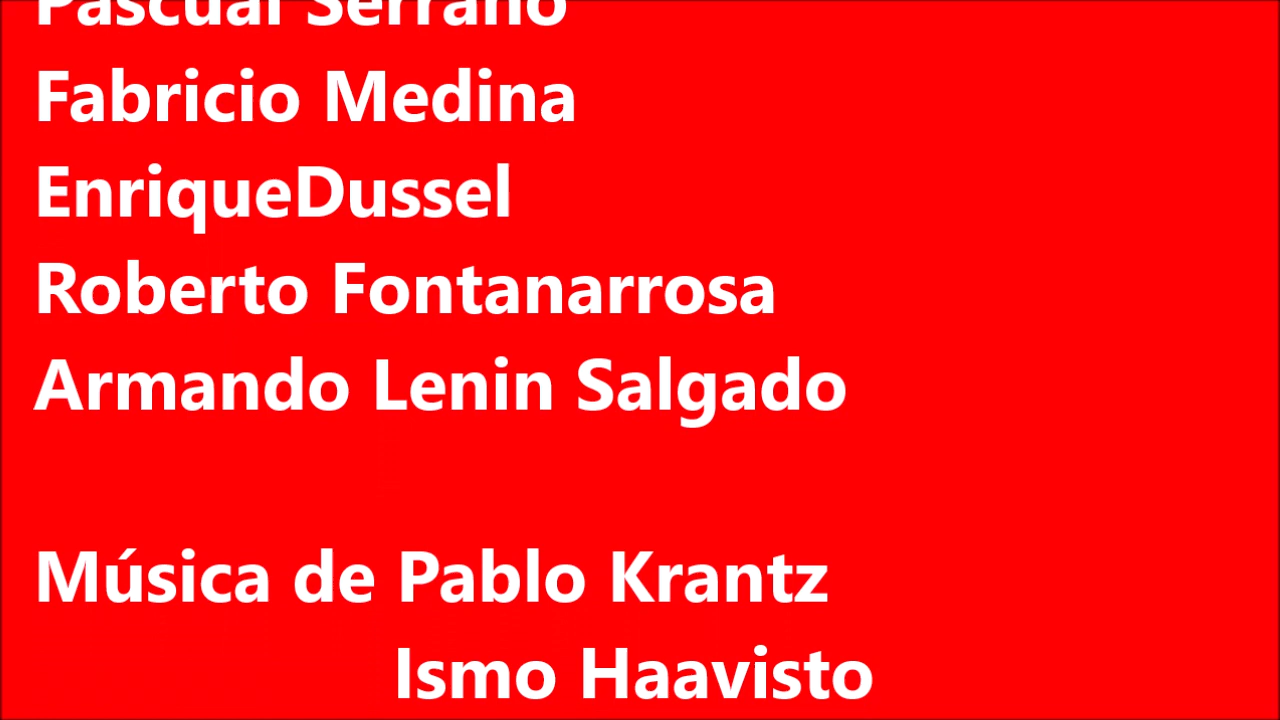 Pascual Serrano
Fabricio Medina
EnriqueDussel
Roberto Fontanarrosa
Armando Lenin Salgado
Música de Pablo Krantz
Ismo Haavisto